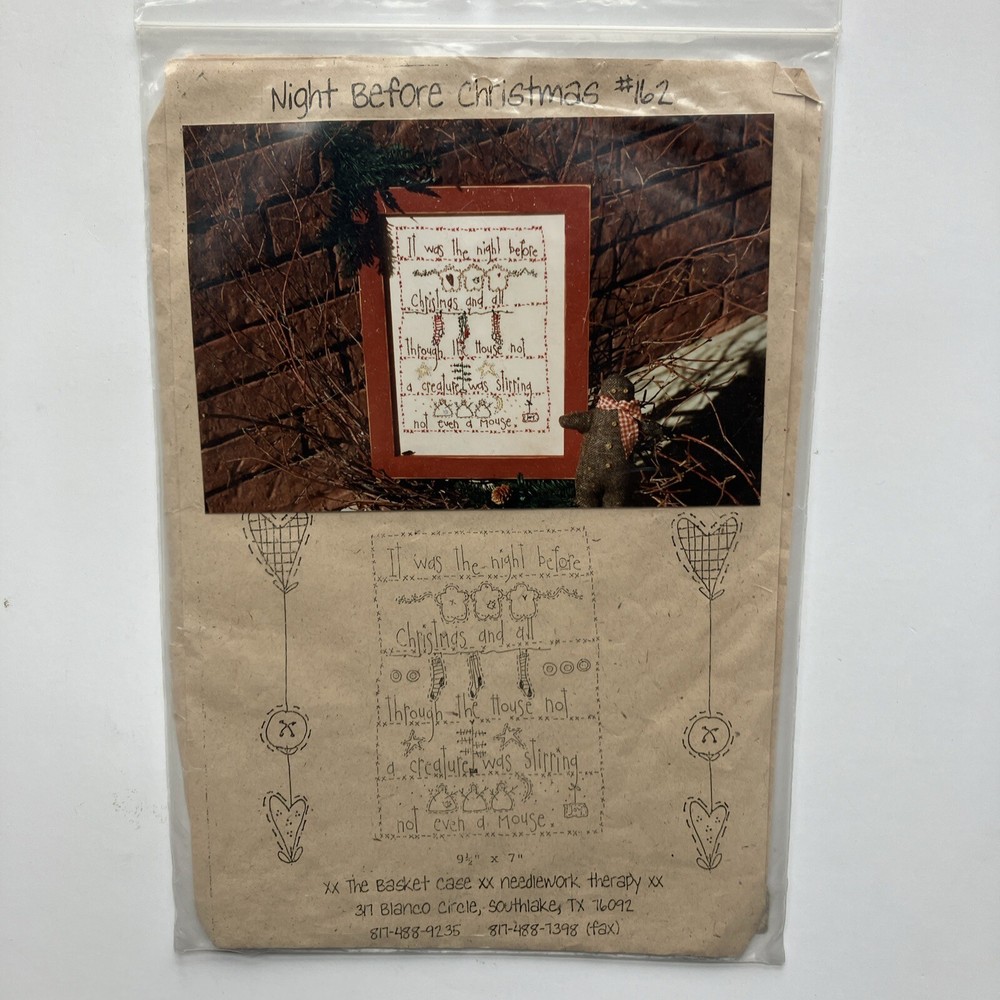 Night Before Christmas #162
It was the night before
Christmas and all
through the House not
a creature was stirring
not even a mouse.
It was the night before
Christmas and all
through the House not
a creature was stirring
not even a mouse.
9½" x 7"
xx The Basket Case xx needlework therapy xx
317 Blanco Circle, Southlake, TX 76092
817-488-9235 817-488-7398 (fax)